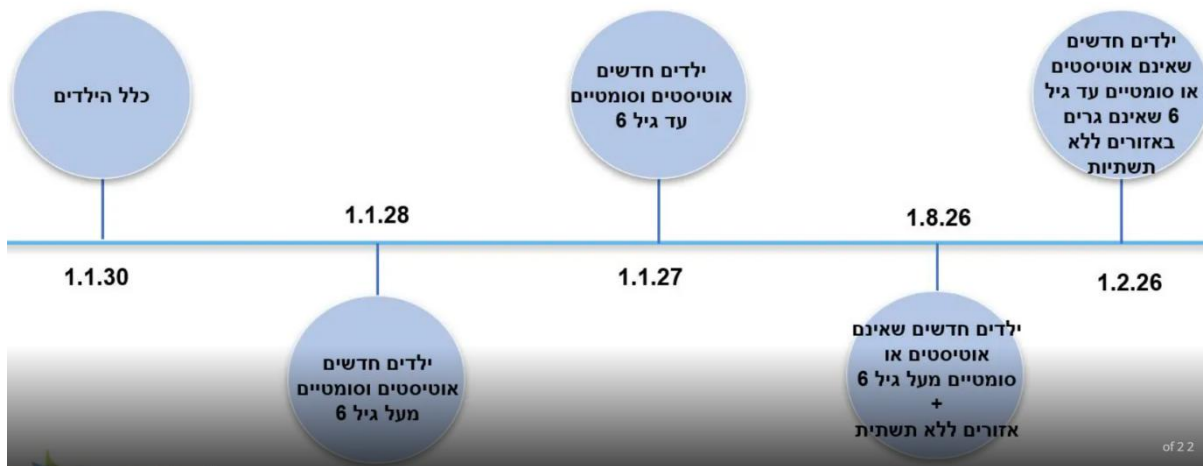 ילדים חדשים
שאינם אוטיסטים
או סומטיים עד גיל
6 שאינם גרים
באזורים ללא
תשתיות
1.2.26
1.8.26
ילדים חדשים שאינם
אוטיסטים או
סומטיים מעל גיל 6
+
אזורים ללא תשתית
ילדים חדשים
אוטיסטים וסומטיים
עד גיל 6
1.1.27
1.1.28
ילדים חדשים
אוטיסטים וסומטיים
מעל גיל 6
כלל הילדים
1.1.30
of 2 2